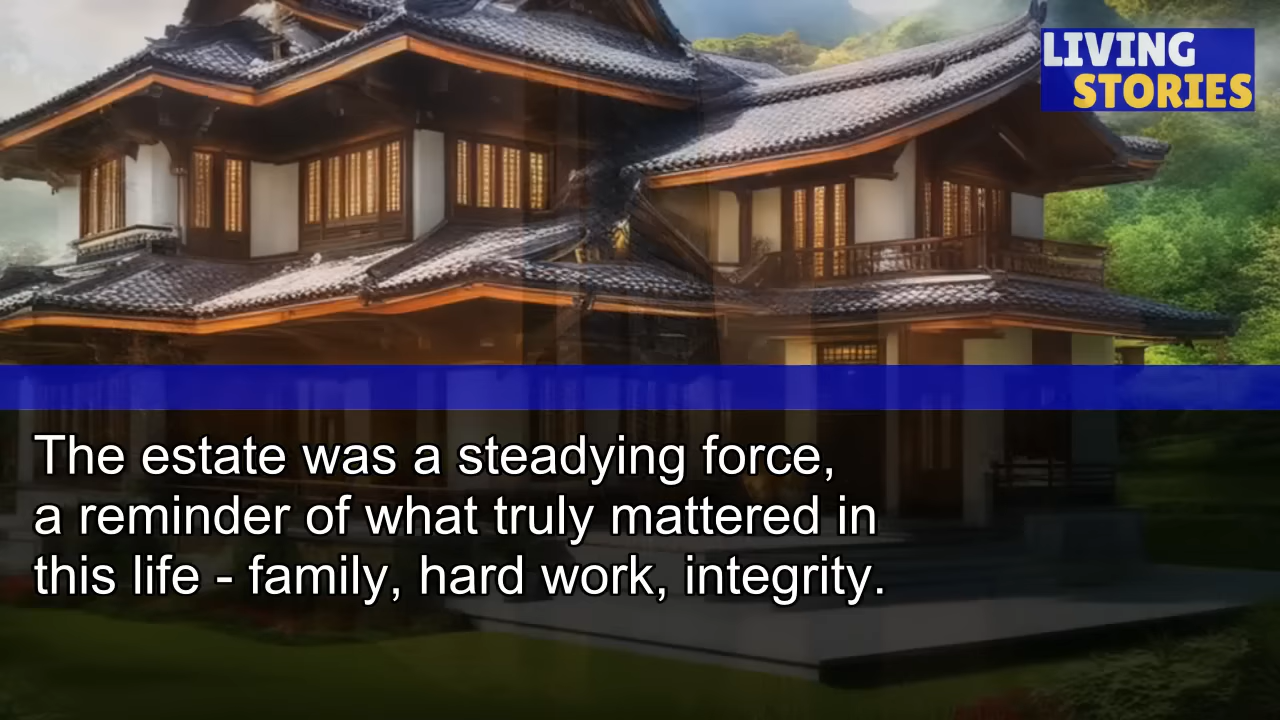 LIVING
STORIES
The estate was a steadying force,
a reminder of what truly mattered in
this life - family, hard work, integrity.